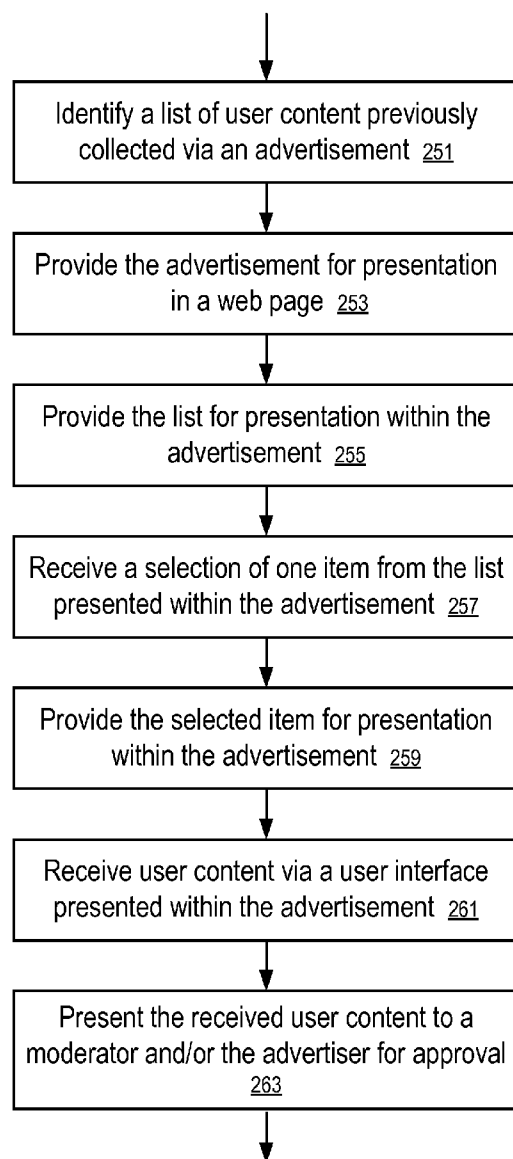 Identify a list of user content previously
collected via an advertisement 251
Provide the advertisement for presentation
in a web page 253
Provide the list for presentation within the
advertisement 255
Receive a selection of one item from the list
presented within the advertisement 257
Provide the selected item for presentation
within the advertisement 259
Receive user content via a user interface
presented within the advertisement 261
Present the received user content to a
moderator and/or the advertiser for approval
263